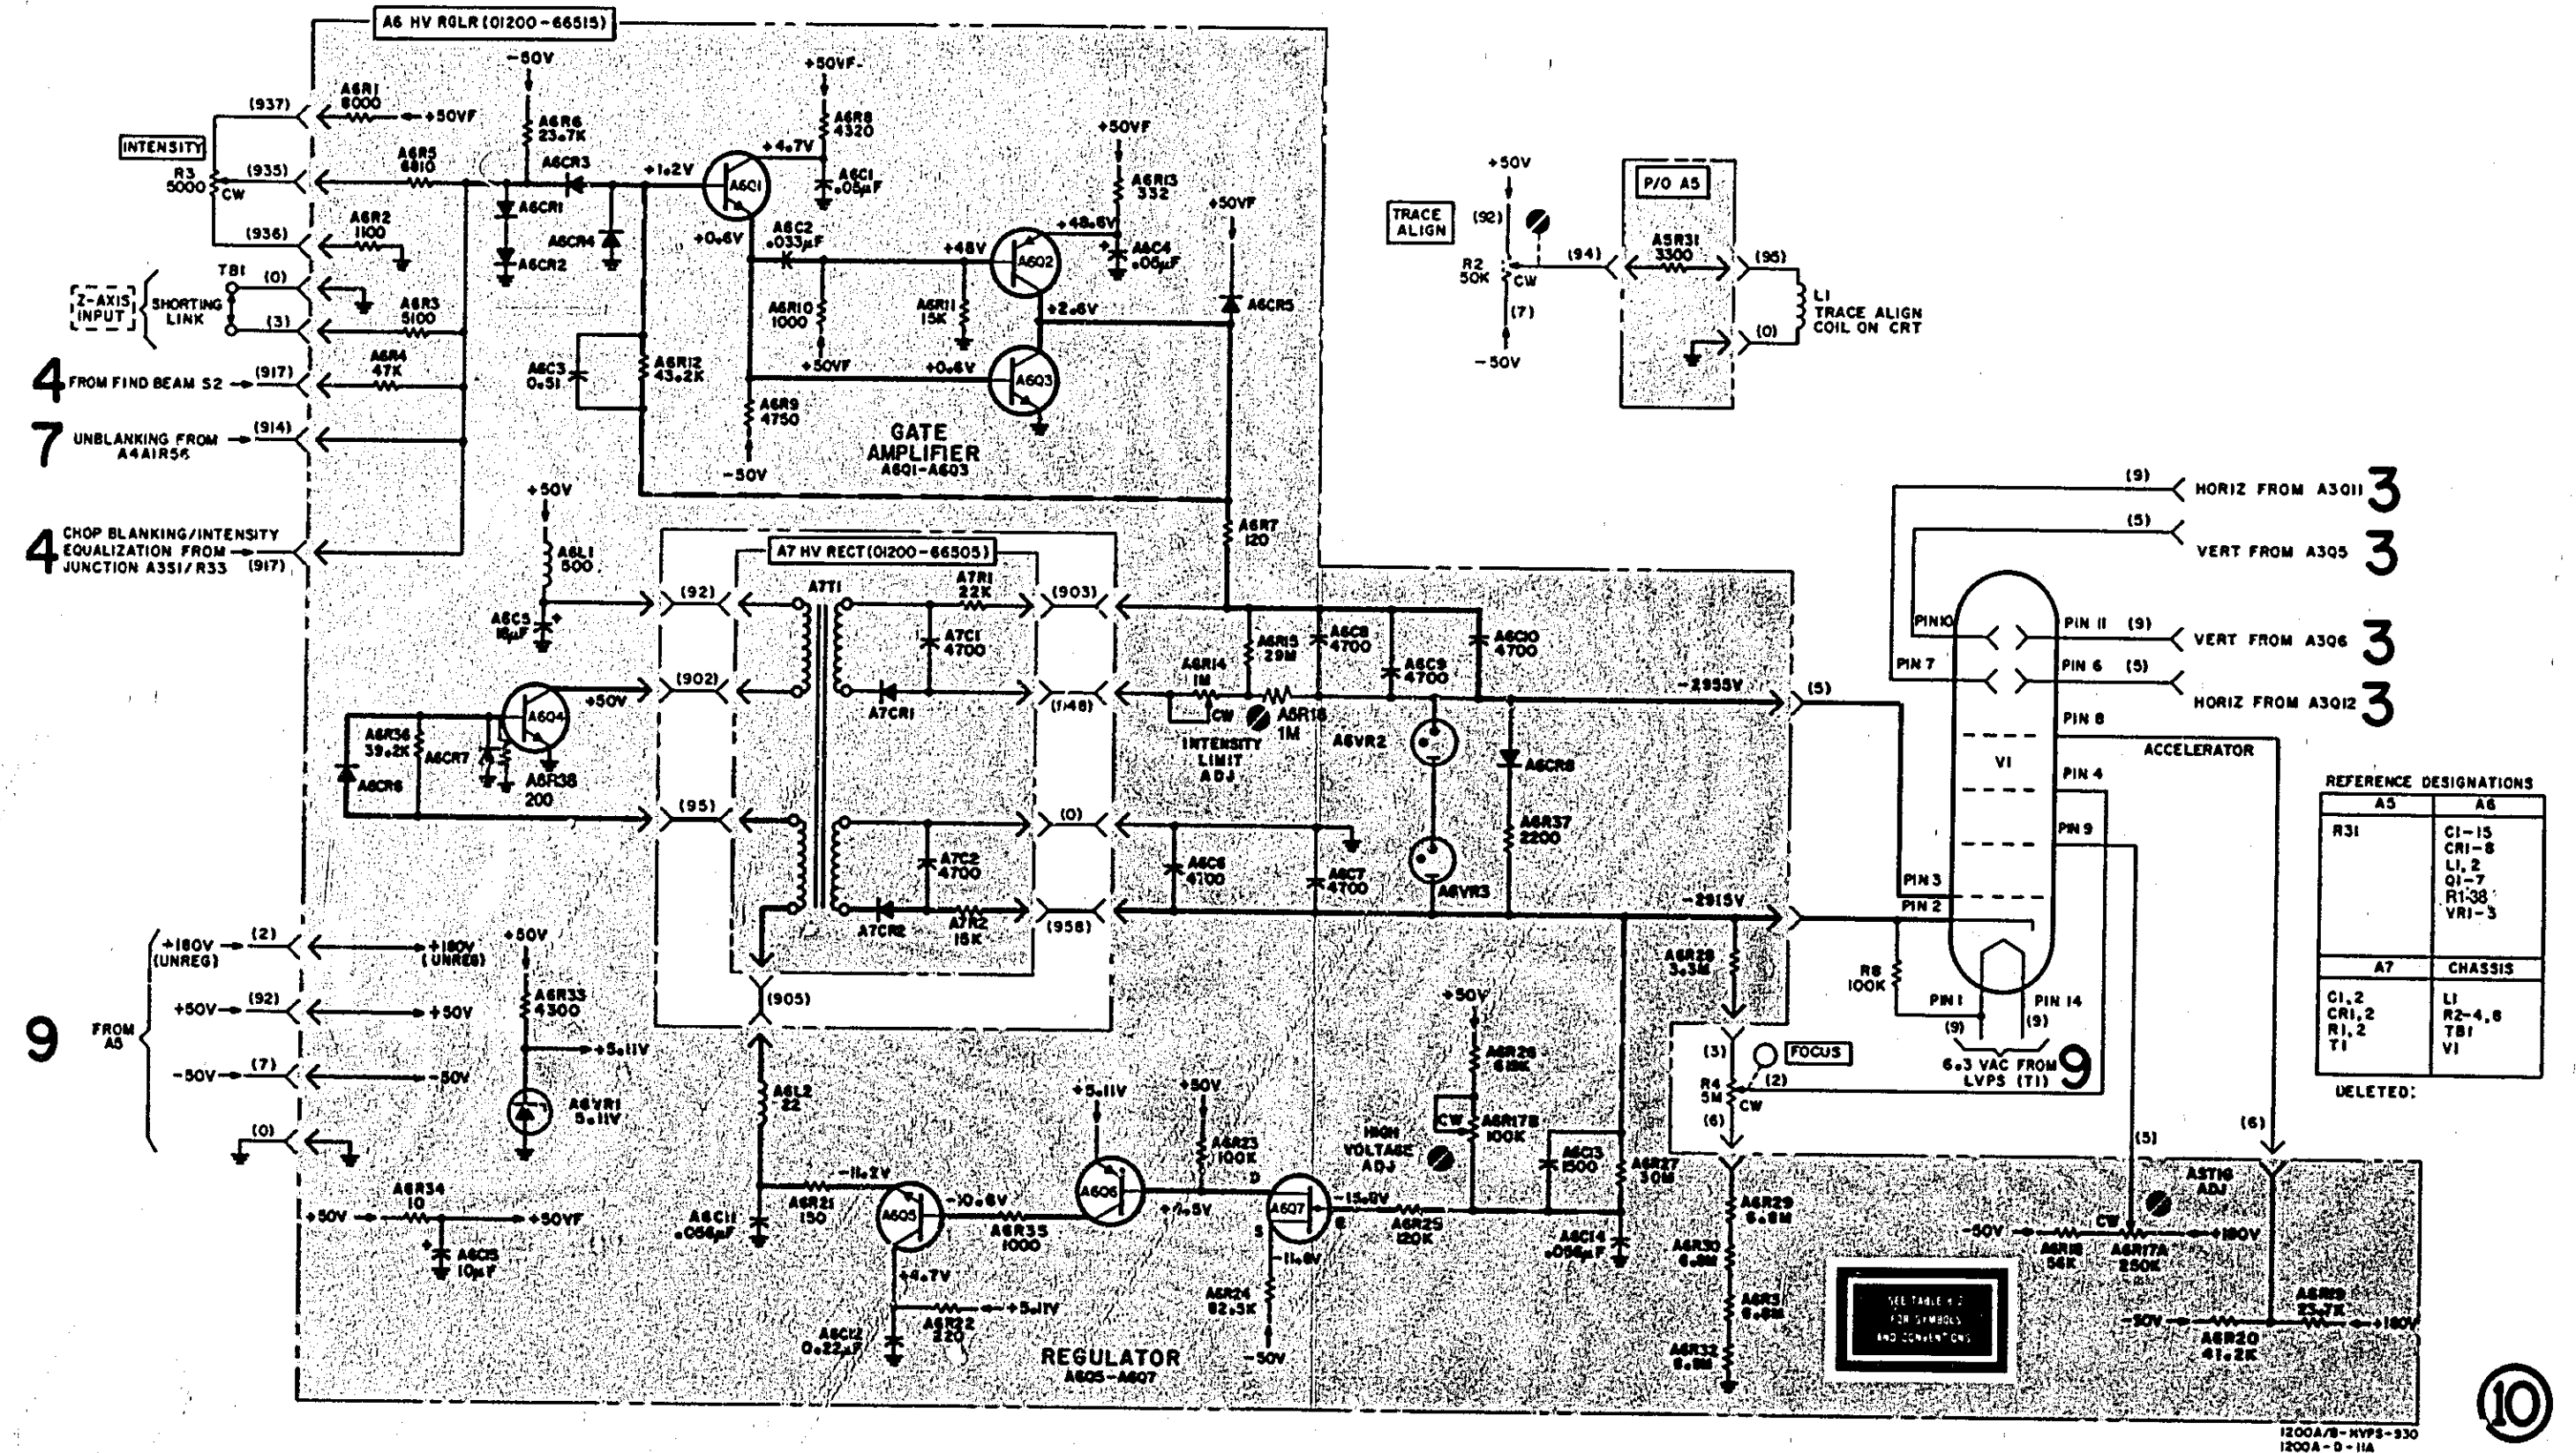 A6 HV RGLR (01200-66515)
-50V
+50VF
(937)
A6R1
8000
+50VF
INTENSITY
R3
5000
CW
(935)
A6R5
6810
A6R6
23.7K
A6CR3
+1.2V
A6Q1
+4.7V
A6R8
4320
A6C1
.05µF
(936)
A6R2
1100
A6CR1
A6CR2
A6CR4
+0.6V
A6C2
.033µF
+50VF
A6R13
332
+48.6V
+48V
A6Q2
A6C4
.05µF
+50VF
A6CR5
Z-AXIS
INPUT
SHORTING
LINK
TB1
(0)
(3)
A6R3
5100
A6R10
1000
+50VF
A6R11
15K
+2.6V
4
FROM FIND BEAM S2
(917)
A6R4
47K
A6C3
0.51
A6R12
43.2K
+0.6V
A6Q3
A6R9
4750
-50V
7
UNBLANKING FROM
A4A1R56
(914)
GATE
AMPLIFIER
A6Q1-A6Q3
4
CHOP BLANKING/INTENSITY
EQUALIZATION FROM
JUNCTION A3S1/R33
(917)
+50V
A6L1
500
A6C5
18µF
A6R7
120
TRACE
ALIGN
+50V
(92)
R2
50K
CW
(7)
-50V
(94)
P/O A5
A5R31
3300
(95)
(0)
L1
TRACE ALIGN
COIL ON CRT
A7 HV RECT(01200-66505)
(92)
A7T1
A7R1
22K
(903)
A7C1
4700
(902)
A7CR1
A6Q4
+50V
A6R36
39.2K
A6CR7
A6CR6
A6R38
200
(95)
A6R14
1M
CW
INTENSITY
LIMIT
ADJ
1M
A6C8
4700
A6C9
4700
A6C10
4700
-2955V
(5)
A6VR2
A6VR3
A6CR8
A6R37
2200
(0)
A7C2
4700
A7CR2
A7R2
15K
(958)
A6C6
4700
A6C7
4700
-2915V
(905)
(9)
HORIZ FROM A3Q11
3
(5)
VERT FROM A3Q5
3
PIN10
PIN 11
(9)
VERT FROM A3Q6
3
PIN 7
PIN 6
(5)
HORIZ FROM A3Q12
3
PIN 8
ACCELERATOR
V1
PIN 4
PIN 9
PIN 3
PIN 2
R8
100K
PIN 1
PIN 14
(9)
(9)
6.3 VAC FROM
LVPS (T1)
9
REFERENCE DESIGNATIONS
A5
A6
R31
C1-15
CR1-8
L1,2
Q1-7
R1-38
VR1-3
A7
CHASSIS
C1,2
CR1,2
R1,2
T1
L1
R2-4,8
TB1
V1
DELETED:
9
FROM
A5
+180V
(UNREG)
(2)
+180V
(UNREG)
+50V
(92)
+50V
-50V
(7)
-50V
(0)
+50V
A6R33
4300
+5.11V
A6VR1
5.11V
+50V
A6R34
10
+50VF
A6C15
10µF
A6L2
22
A6C11
.056µF
A6R21
150
-11.2V
A6Q5
-10.6V
A6R35
1000
+4.7V
A6R22
220
+5.11V
A6C12
0.22µF
+5.11V
A6Q6
+50V
A6R23
100K
D
A6Q7
S
-11.8V
A6R24
82.5K
-50V
A6R25
120K
REGULATOR
A6Q5-A6Q7
+50V
A6R26
CW
A6R17B
100K
HIGH
VOLTAGE
ADJ
A6C13
1500
A6R27
30M
A6C14
.056µF
A6R28
3.3M
(3)
FOCUS
R4
5M
CW
(2)
(6)
A6R29
6.8M
A6R30
6.8M
6.8M
A6R32
6.8M
(5)
(6)
ASTIG
ADJ
CW
-50V
A6R18
56K
A6R17A
250K
+180V
-50V
A6R20
41.2K
A6R19
23.7K
+180V
SEE TABLE
FOR SYMBOLS
AND CONVENTIONS
10
1200A-D-11A